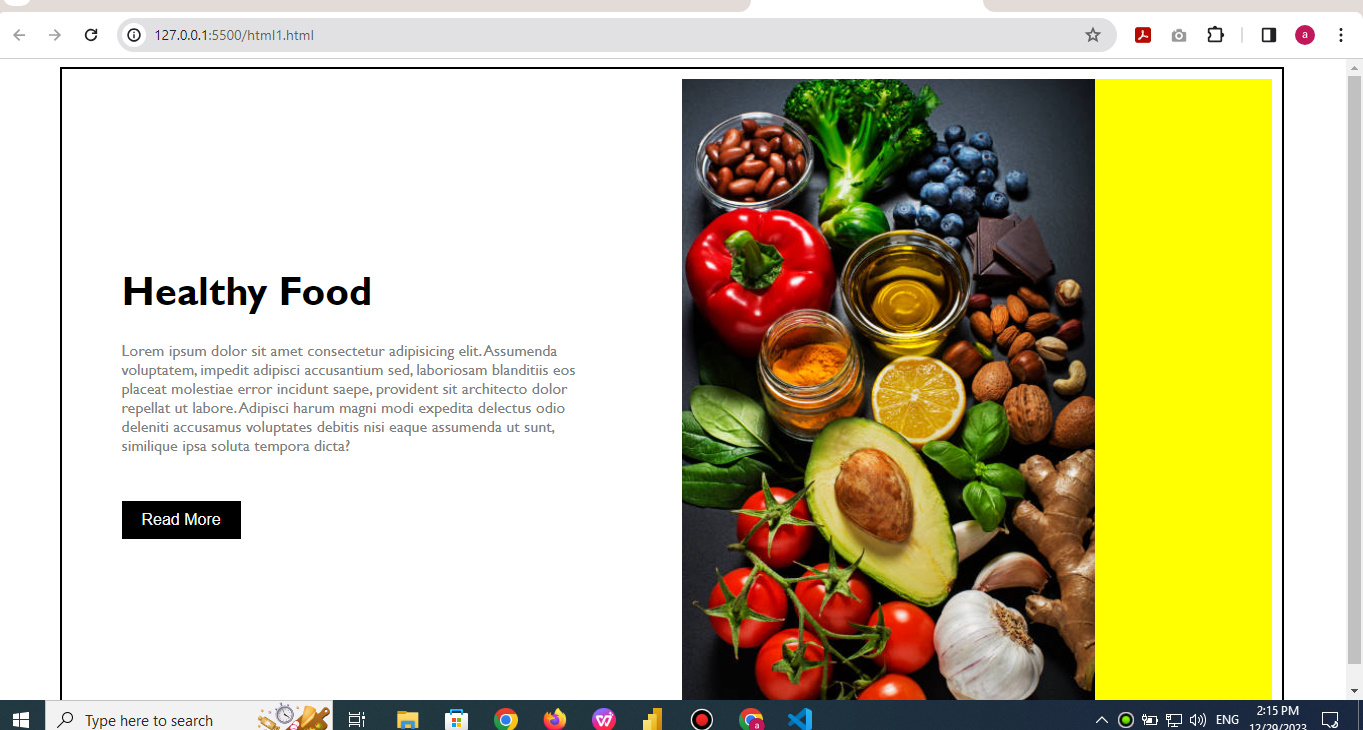 127.0.0.1:5500/html1.html
a
Healthy Food
Lorem ipsum dolor sit amet consectetur adipisicing elit. Assumenda
voluptatem, impedit adipisci accusantium sed, laboriosam blanditiis eos
placeat molestiae error incidunt saepe, provident sit architecto dolor
repellat ut labore. Adipisci harum magni modi expedita delectus odio
deleniti accusamus voluptates debitis nisi eaque assumenda ut sunt,
similique ipsa soluta tempora dicta?
Read More
Type here to search
a
ENG
2:15 PM
12/29/2023